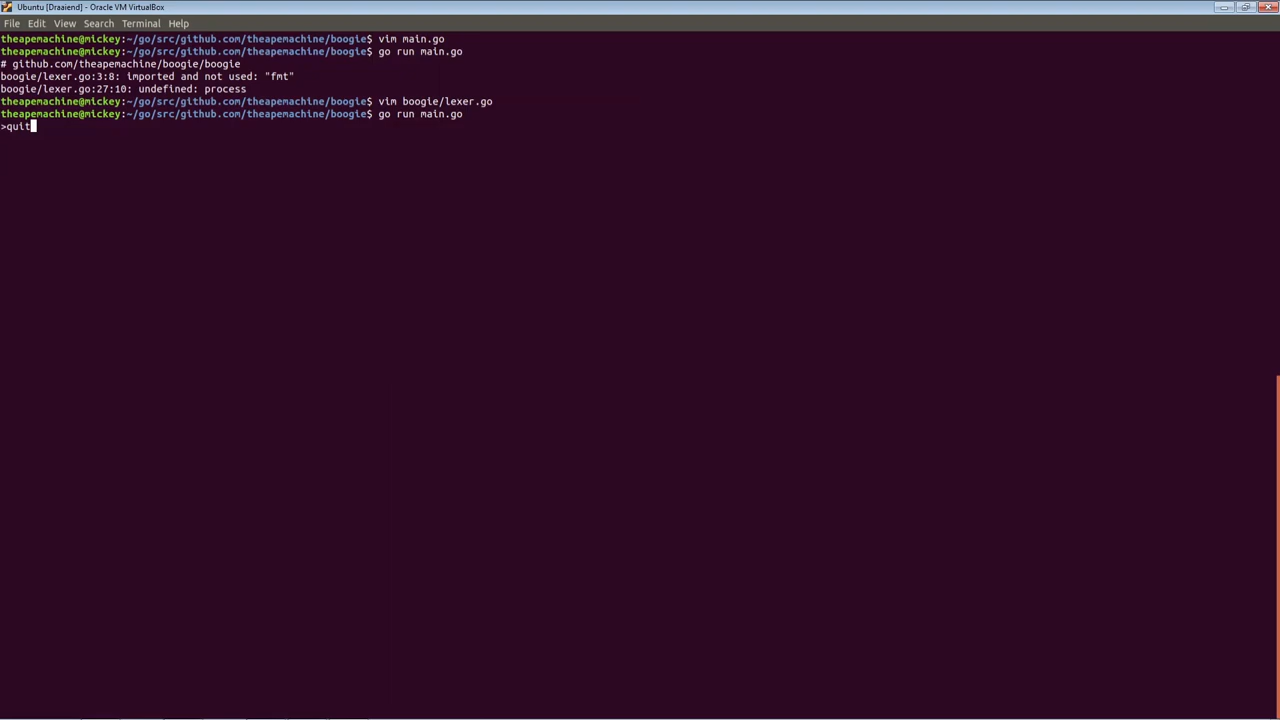 Ubuntu [Draaiend] - Oracle VM VirtualBox
File Edit View Search Terminal Help
theapemachine@mickey:~/go/src/github.com/theapemachine/boogie$ vim main.go
theapemachine@mickey:~/go/src/github.com/theapemachine/boogie$ go run main.go
# github.com/theapemachine/boogie/boogie
boogie/lexer.go:3:8: imported and not used: "fmt"
boogie/lexer.go:27:10: undefined: process
theapemachine@mickey:~/go/src/github.com/theapemachine/boogie$ vim boogie/lexer.go
theapemachine@mickey:~/go/src/github.com/theapemachine/boogie$ go run main.go
>quit